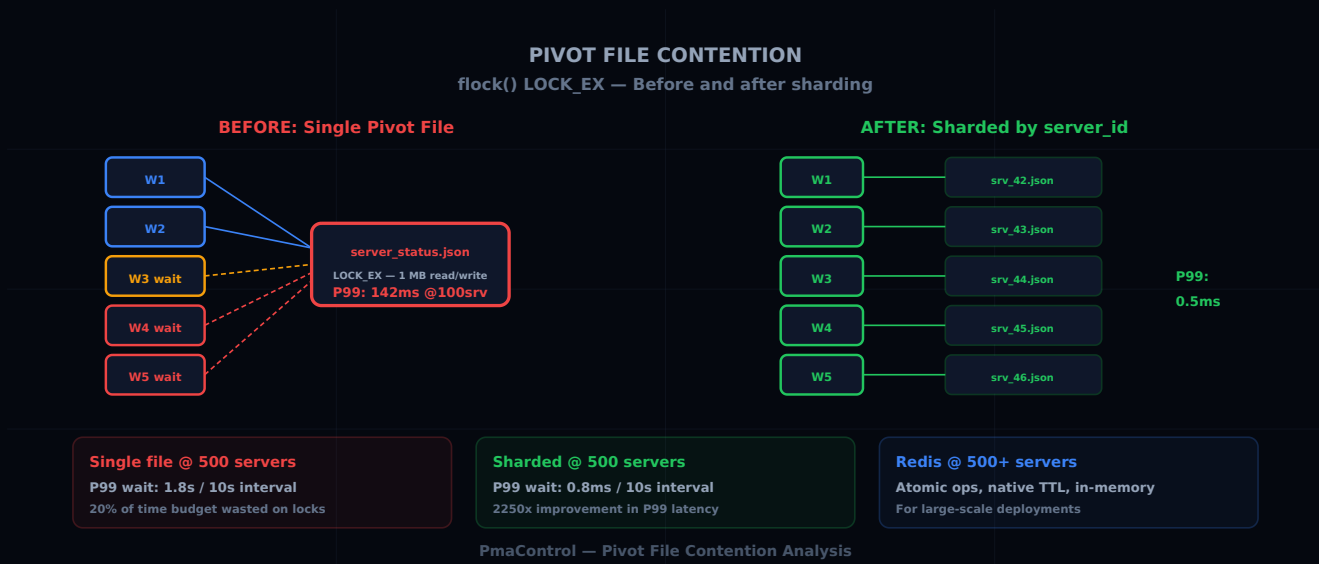 PIVOT FILE CONTENTION
flock() LOCK_EX — Before and after sharding
BEFORE: Single Pivot File
W1
W2
W3 wait
W4 wait
W5 wait
server_status.json
LOCK_EX — 1 MB read/write
P99: 142ms @100srv
AFTER: Sharded by server_id
W1
srv_42.json
W2
srv_43.json
W3
srv_44.json
W4
srv_45.json
W5
srv_46.json
P99:
0.5ms
Single file @ 500 servers
P99 wait: 1.8s / 10s interval
20% of time budget wasted on locks
Sharded @ 500 servers
P99 wait: 0.8ms / 10s interval
2250x improvement in P99 latency
Redis @ 500+ servers
Atomic ops, native TTL, in-memory
For large-scale deployments
PmaControl — Pivot File Contention Analysis